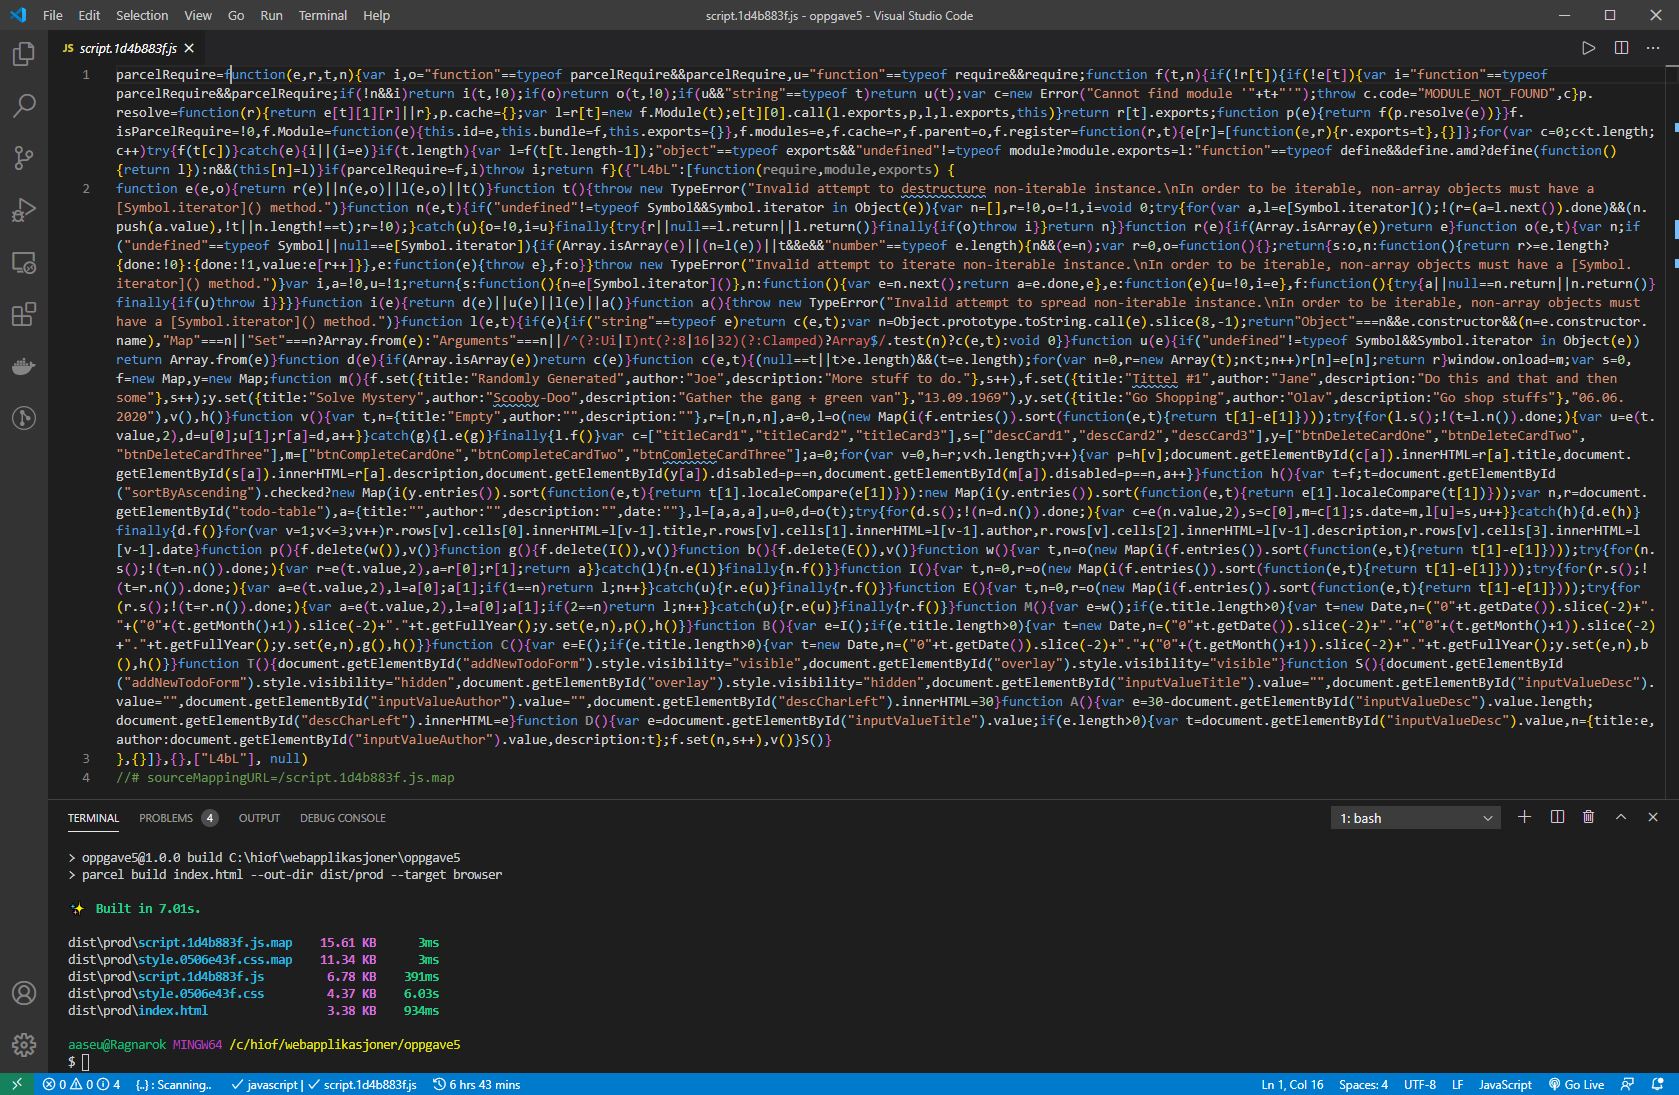 File Edit Selection View Go Run Terminal Help
script.1d4b883f.js - oppgave5 - Visual Studio Code
JS script.1d4b883f.js
1 parcelRequire=function(e,r,t,n){var i,o="function"==typeof parcelRequire&&parcelRequire,u="function"==typeof require&&require;function f(t,n){if(!r[t]){if(!e[t]){var i="function"==typeof
parcelRequire&&parcelRequire;if(!n&&i)return i(t,!0);if(o)return o(t,!0);if(u&&"string"==typeof t)return u(t);var c=new Error("Cannot find module '"+t+"'");throw c.code="MODULE_NOT_FOUND",c}p.
resolve=function(r){return e[t][1][r]||r},p.cache={};var l=r[t]=new f.Module(t);e[t][0].call(l.exports,p,l,l.exports,this)}return r[t].exports;function p(e){return f(p.resolve(e))}}f.
isParcelRequire=!0,f.Module=function(e){this.id=e,this.bundle=f,this.exports={}},f.modules=e,f.cache=r,f.parent=o,f.register=function(r,t){e[r]=[function(e,r){r.exports=t},{}]};for(var c=0;c<t.length;
c++)try{f(t[c])}catch(e){i||(i=e)}if(t.length){var l=f(t[t.length-1]);"object"==typeof exports&&"undefined"!=typeof module?module.exports=l:"function"==typeof define&&define.amd?define(function()
{return l}):n&&(this[n]=l)}if(parcelRequire=f,i)throw i;return f}({"L4bL":[function(require,module,exports) {
2 function e(e,o){return r(e)||n(e,o)||l(e,o)||t()}function t(){throw new TypeError("Invalid attempt to destructure non-iterable instance.\nIn order to be iterable, non-array objects must have a
[Symbol.iterator]() method.")}function n(e,t){if("undefined"!=typeof Symbol&&Symbol.iterator in Object(e)){var n=[],r=!0,o=!1,i=void 0;try{for(var a,l=e[Symbol.iterator]();!(r=(a=l.next()).done)&&(n.
push(a.value),!t||n.length!==t);r=!0);}catch(u){o=!0,i=u}finally{try{r||null==l.return||l.return()}finally{if(o)throw i}}return n}}function r(e){if(Array.isArray(e))return e}function o(e,t){var n;if
("undefined"==typeof Symbol||null==e[Symbol.iterator]){if(Array.isArray(e)||(n=l(e))||t&&e&&"number"==typeof e.length){n&&(e=n);var r=0,o=function(){};return{s:o,n:function(){return r>=e.length?
{done:!0}:{done:!1,value:e[r++]}},e:function(e){throw e},f:o}}throw new TypeError("Invalid attempt to iterate non-iterable instance.\nIn order to be iterable, non-array objects must have a [Symbol.
iterator]() method.")}var i,a=!0,u=!1;return{s:function(){n=e[Symbol.iterator]()},n:function(){var e=n.next();return a=e.done,e},e:function(e){u=!0,i=e},f:function(){try{a||null==n.return||n.return()}
finally{if(u)throw i}}}}function i(e){return d(e)||u(e)||l(e)||a()}function a(){throw new TypeError("Invalid attempt to spread non-iterable instance.\nIn order to be iterable, non-array objects must
have a [Symbol.iterator]() method.")}function l(e,t){if(e){if("string"==typeof e)return c(e,t);var n=Object.prototype.toString.call(e).slice(8,-1);return"Object"===n&&e.constructor&&(n=e.constructor.
name),"Map"===n||"Set"===n?Array.from(e):"Arguments"===n||/^(?:Ui|I)nt(?:8|16|32)(?:Clamped)?Array$/.test(n)?c(e,t):void 0}}function u(e){if("undefined"!=typeof Symbol&&Symbol.iterator in Object(e))
return Array.from(e)}function d(e){if(Array.isArray(e))return c(e)}function c(e,t){(null==t||t>e.length)&&(t=e.length);for(var n=0,r=new Array(t);n<t;n++)r[n]=e[n];return r}window.onload=m;var s=0,
f=new Map,y=new Map;function m(){f.set({title:"Randomly Generated",author:"Joe",description:"More stuff to do."},s++),f.set({title:"Tittel #1",author:"Jane",description:"Do this and that and then
some"},s++);y.set({title:"Solve Mystery",author:"Scooby-Doo",description:"Gather the gang + green van"},"13.09.1969"),y.set({title:"Go Shopping",author:"Olav",description:"Go shop stuffs"},"06.06.
2020"),v(),h()}function v(){var t,n={title:"Empty",author:"",description:""},r=[n,n,n],a=0,l=o(new Map(i(f.entries()).sort(function(e,t){return t[1]-e[1]})));try{for(l.s();!(t=l.n()).done;){var u=e(t.
value,2),d=u[0];u[1];r[a]=d,a++}}catch(g){l.e(g)}finally{l.f()}var c=["titleCard1","titleCard2","titleCard3"],s=["descCard1","descCard2","descCard3"],y=["btnDeleteCardOne","btnDeleteCardTwo",
"btnDeleteCardThree"],m=["btnCompleteCardOne","btnCompleteCardTwo","btnComleteCardThree"];a=0;for(var v=0,h=r;v<h.length;v++){var p=h[v];document.getElementById(c[a]).innerHTML=r[a].title,document.
getElementById(s[a]).innerHTML=r[a].description,document.getElementById(y[a]).disabled=p==n,document.getElementById(m[a]).disabled=p==n,a++}}function h(){var t=f;t=document.getElementById
("sortByAscending").checked?new Map(i(y.entries()).sort(function(e,t){return t[1].localeCompare(e[1])})):new Map(i(y.entries()).sort(function(e,t){return e[1].localeCompare(t[1])}));var n,r=document.
getElementById("todo-table"),a={title:"",author:"",description:"",date:""},l=[a,a,a],u=0,d=o(t);try{for(d.s();!(n=d.n()).done;){var c=e(n.value,2),s=c[0],m=c[1];s.date=m,l[u]=s,u++}}catch(h){d.e(h)}
finally{d.f()}for(var v=1;v<=3;v++)r.rows[v].cells[0].innerHTML=l[v-1].title,r.rows[v].cells[1].innerHTML=l[v-1].author,r.rows[v].cells[2].innerHTML=l[v-1].description,r.rows[v].cells[3].innerHTML=l
[v-1].date}function p(){f.delete(w()),v()}function g(){f.delete(I()),v()}function b(){f.delete(E()),v()}function w(){var t,n=o(new Map(i(f.entries()).sort(function(e,t){return t[1]-e[1]})));try{for(n.
s();!(t=n.n()).done;){var r=e(t.value,2),a=r[0];r[1];return a}}catch(l){n.e(l)}finally{n.f()}}function I(){var t,n=0,r=o(new Map(i(f.entries()).sort(function(e,t){return t[1]-e[1]})));try{for(r.s();!
(t=r.n()).done;){var a=e(t.value,2),l=a[0];a[1];if(1==n)return l;n++}}catch(u){r.e(u)}finally{r.f()}}function E(){var t,n=0,r=o(new Map(i(f.entries()).sort(function(e,t){return t[1]-e[1]})));try{for
(r.s();!(t=r.n()).done;){var a=e(t.value,2),l=a[0];a[1];if(2==n)return l;n++}}catch(u){r.e(u)}finally{r.f()}}function M(){var e=w();if(e.title.length>0){var t=new Date,n=("0"+t.getDate()).slice(-2)+".
"+("0"+(t.getMonth()+1)).slice(-2)+"."+t.getFullYear();y.set(e,n),p(),h()}}function B(){var e=I();if(e.title.length>0){var t=new Date,n=("0"+t.getDate()).slice(-2)+"."+("0"+(t.getMonth()+1)).slice(-2)
+"."+t.getFullYear();y.set(e,n),g(),h()}}function C(){var e=E();if(e.title.length>0){var t=new Date,n=("0"+t.getDate()).slice(-2)+"."+("0"+(t.getMonth()+1)).slice(-2)+"."+t.getFullYear();y.set(e,n),b
(),h()}}function T(){document.getElementById("addNewTodoForm").style.visibility="visible",document.getElementById("overlay").style.visibility="visible"}function S(){document.getElementById
("addNewTodoForm").style.visibility="hidden",document.getElementById("overlay").style.visibility="hidden",document.getElementById("inputValueTitle").value="",document.getElementById("inputValueDesc").
value="",document.getElementById("inputValueAuthor").value="",document.getElementById("descCharLeft").innerHTML=30}function A(){var e=30-document.getElementById("inputValueDesc").value.length;
document.getElementById("descCharLeft").innerHTML=e}function D(){var e=document.getElementById("inputValueTitle").value;if(e.length>0){var t=document.getElementById("inputValueDesc").value,n={title:e,
author:document.getElementById("inputValueAuthor").value,description:t};f.set(n,s++),v()}S()}
3 },{}]},{},["L4bL"], null)
4 //# sourceMappingURL=/script.1d4b883f.js.map
TERMINAL PROBLEMS 4 OUTPUT DEBUG CONSOLE 1: bash
> oppgave5@1.0.0 build C:\hiof\webapplikasjoner\oppgave5
> parcel build index.html --out-dir dist/prod --target browser
✨ Built in 7.01s.
dist\prod\script.1d4b883f.js.map 15.61 KB 3ms
dist\prod\style.0506e43f.css.map 11.34 KB 3ms
dist\prod\script.1d4b883f.js 6.78 KB 391ms
dist\prod\style.0506e43f.css 4.37 KB 6.03s
dist\prod\index.html 3.38 KB 934ms
aaseu@Ragnarok MINGW64 /c/hiof/webapplikasjoner/oppgave5
$
0 0 4 {..} : Scanning.. ✓ javascript | ✓ script.1d4b883f.js 6 hrs 43 mins Ln 1, Col 16 Spaces: 4 UTF-8 LF JavaScript Go Live